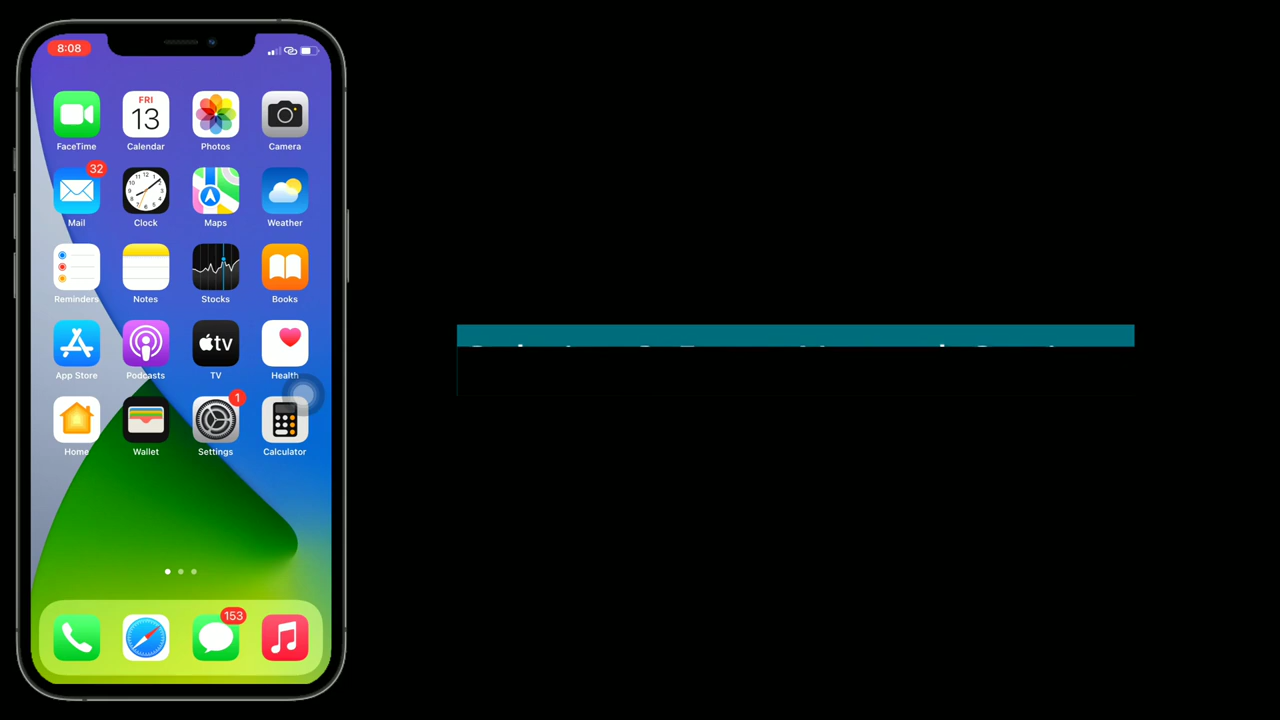 8:08
FRI
13
FaceTime
Calendar
Photos
Camera
32
Mail
Clock
Maps
Weather
Reminders
Notes
Stocks
Books
tv
App Store
Podcasts
TV
Health
1
Home
Wallet
Settings
Calculator
153